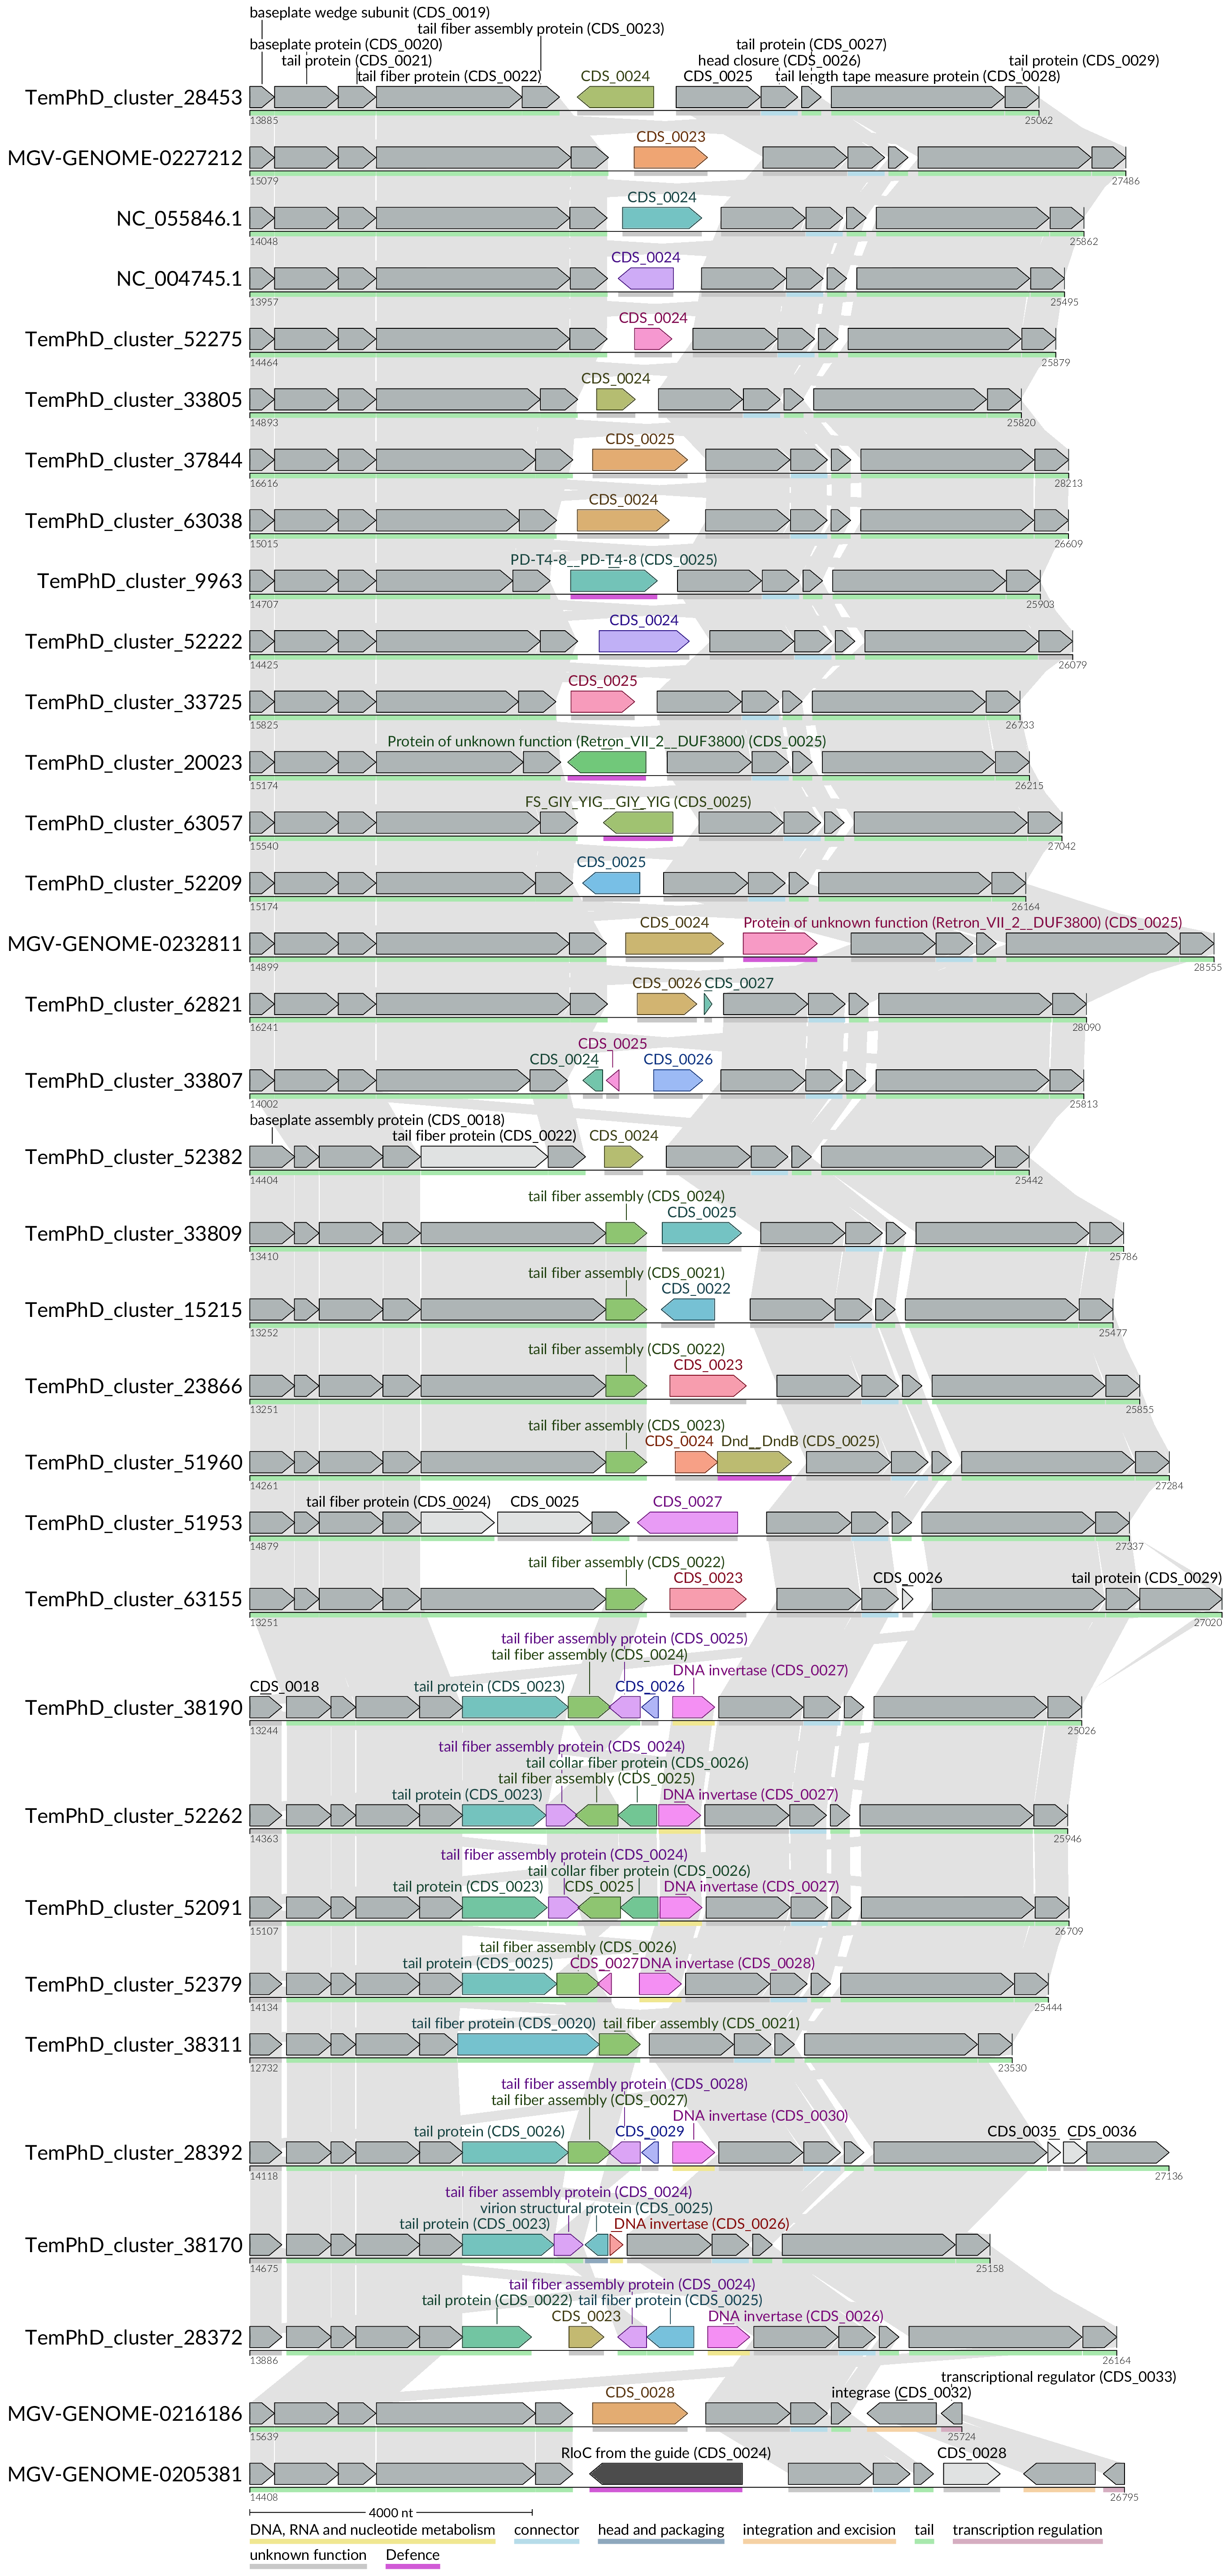 baseplate wedge subunit (CDS_0019)
tail fiber assembly protein (CDS_0023)
baseplate protein (CDS_0020) tail protein (CDS_0027)
tail protein (CDS_0021) head closure (CDS_0026) tail protein (CDS_0029)
tail fiber protein (CDS_0022) CDS_0024 CDS_0025 tail length tape measure protein (CDS_0028)
TemPhD_cluster_28453
13885 25062
CDS_0023
MGV-GENOME-0227212
15079 27486
CDS_0024
NC_055846.1
14048 25862
CDS_0024
NC_004745.1
13957 25495
CDS_0024
TemPhD_cluster_52275
14464 25879
CDS_0024
TemPhD_cluster_33805
14893 25820
CDS_0025
TemPhD_cluster_37844
16616 28213
CDS_0024
TemPhD_cluster_63038
15015 26609
PD-T4-8__PD-T4-8 (CDS_0025)
TemPhD_cluster_9963
14707 25903
CDS_0024
TemPhD_cluster_52222
14425 26079
CDS_0025
TemPhD_cluster_33725
15825 26733
Protein of unknown function (Retron_VII_2__DUF3800) (CDS_0025)
TemPhD_cluster_20023
15174 26215
FS_GIY_YIG__GIY_YIG (CDS_0025)
TemPhD_cluster_63057
15540 27042
CDS_0025
TemPhD_cluster_52209
15174 26164
CDS_0024 Protein of unknown function (Retron_VII_2__DUF3800) (CDS_0025)
MGV-GENOME-0232811
14899 28555
CDS_0026 CDS_0027
TemPhD_cluster_62821
16241 28090
CDS_0025
CDS_0024 CDS_0026
TemPhD_cluster_33807
14002 25813
baseplate assembly protein (CDS_0018)
tail fiber protein (CDS_0022) CDS_0024
TemPhD_cluster_52382
14404 25442
tail fiber assembly (CDS_0024)
CDS_0025
TemPhD_cluster_33809
13410 25786
tail fiber assembly (CDS_0021)
CDS_0022
TemPhD_cluster_15215
13252 25477
tail fiber assembly (CDS_0022)
CDS_0023
TemPhD_cluster_23866
13251 25855
tail fiber assembly (CDS_0023)
CDS_0024 Dnd__DndB (CDS_0025)
TemPhD_cluster_51960
14261 27284
tail fiber protein (CDS_0024) CDS_0025 CDS_0027
TemPhD_cluster_51953
14879 27337
tail fiber assembly (CDS_0022)
CDS_0023 CDS_0026 tail protein (CDS_0029)
TemPhD_cluster_63155
13251 27020
tail fiber assembly protein (CDS_0025)
tail fiber assembly (CDS_0024)
DNA invertase (CDS_0027)
CDS_0018 tail protein (CDS_0023) CDS_0026
TemPhD_cluster_38190
13244 25026
tail fiber assembly protein (CDS_0024)
tail collar fiber protein (CDS_0026)
tail fiber assembly (CDS_0025)
tail protein (CDS_0023) DNA invertase (CDS_0027)
TemPhD_cluster_52262
14363 25946
tail fiber assembly protein (CDS_0024)
tail collar fiber protein (CDS_0026)
tail protein (CDS_0023) CDS_0025 DNA invertase (CDS_0027)
TemPhD_cluster_52091
15107 26709
tail fiber assembly (CDS_0026)
tail protein (CDS_0025) CDS_0027 DNA invertase (CDS_0028)
TemPhD_cluster_52379
14134 25444
tail fiber protein (CDS_0020) tail fiber assembly (CDS_0021)
TemPhD_cluster_38311
12732 23530
tail fiber assembly protein (CDS_0028)
tail fiber assembly (CDS_0027)
DNA invertase (CDS_0030)
tail protein (CDS_0026) CDS_0029 CDS_0035 CDS_0036
TemPhD_cluster_28392
14118 27136
tail fiber assembly protein (CDS_0024)
virion structural protein (CDS_0025)
tail protein (CDS_0023) DNA invertase (CDS_0026)
TemPhD_cluster_38170
14675 25158
tail fiber assembly protein (CDS_0024)
tail protein (CDS_0022) tail fiber protein (CDS_0025)
CDS_0023 DNA invertase (CDS_0026)
TemPhD_cluster_28372
13886 26164
transcriptional regulator (CDS_0033)
CDS_0028 integrase (CDS_0032)
MGV-GENOME-0216186
15639 25724
RloC from the guide (CDS_0024) CDS_0028
MGV-GENOME-0205381
14408 26795
4000 nt
DNA, RNA and nucleotide metabolism connector head and packaging integration and excision tail transcription regulation
unknown function Defence